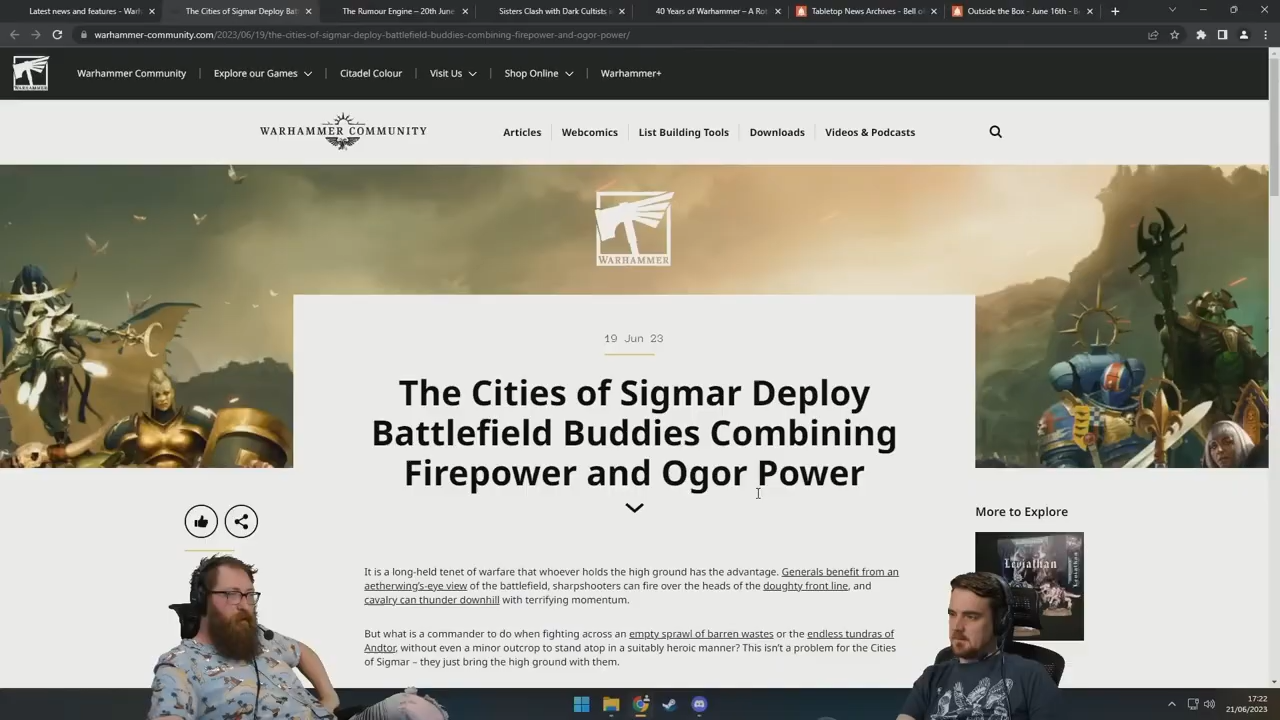 Latest news and features - Warh
The Cities of Sigmar Deploy Batt
The Rumour Engine – 20th June
Sisters Clash with Dark Cultists i
40 Years of Warhammer – A Rot
Tabletop News Archives - Bell of
Outside the Box - June 16th - B
warhammer-community.com/2023/06/19/the-cities-of-sigmar-deploy-battlefield-buddies-combining-firepower-and-ogor-power/
WARHAMMER
Warhammer Community
Explore our Games
Citadel Colour
Visit Us
Shop Online
Warhammer+
WARHAMMER COMMUNITY
Articles
Webcomics
List Building Tools
Downloads
Videos & Podcasts
WARHAMMER
19 Jun 23
The Cities of Sigmar Deploy
Battlefield Buddies Combining
Firepower and Ogor Power
More to Explore
Leviathan
It is a long-held tenet of warfare that whoever holds the high ground has the advantage. Generals benefit from an
aetherwing's-eye view of the battlefield, sharpshooters can fire over the heads of the doughty front line, and
cavalry can thunder downhill with terrifying momentum.
But what is a commander to do when fighting across an empty sprawl of barren wastes or the endless tundras of
Andtor, without even a minor outcrop to stand atop in a suitably heroic manner? This isn't a problem for the Cities
of Sigmar – they just bring the high ground with them.
17:22
21/06/2023